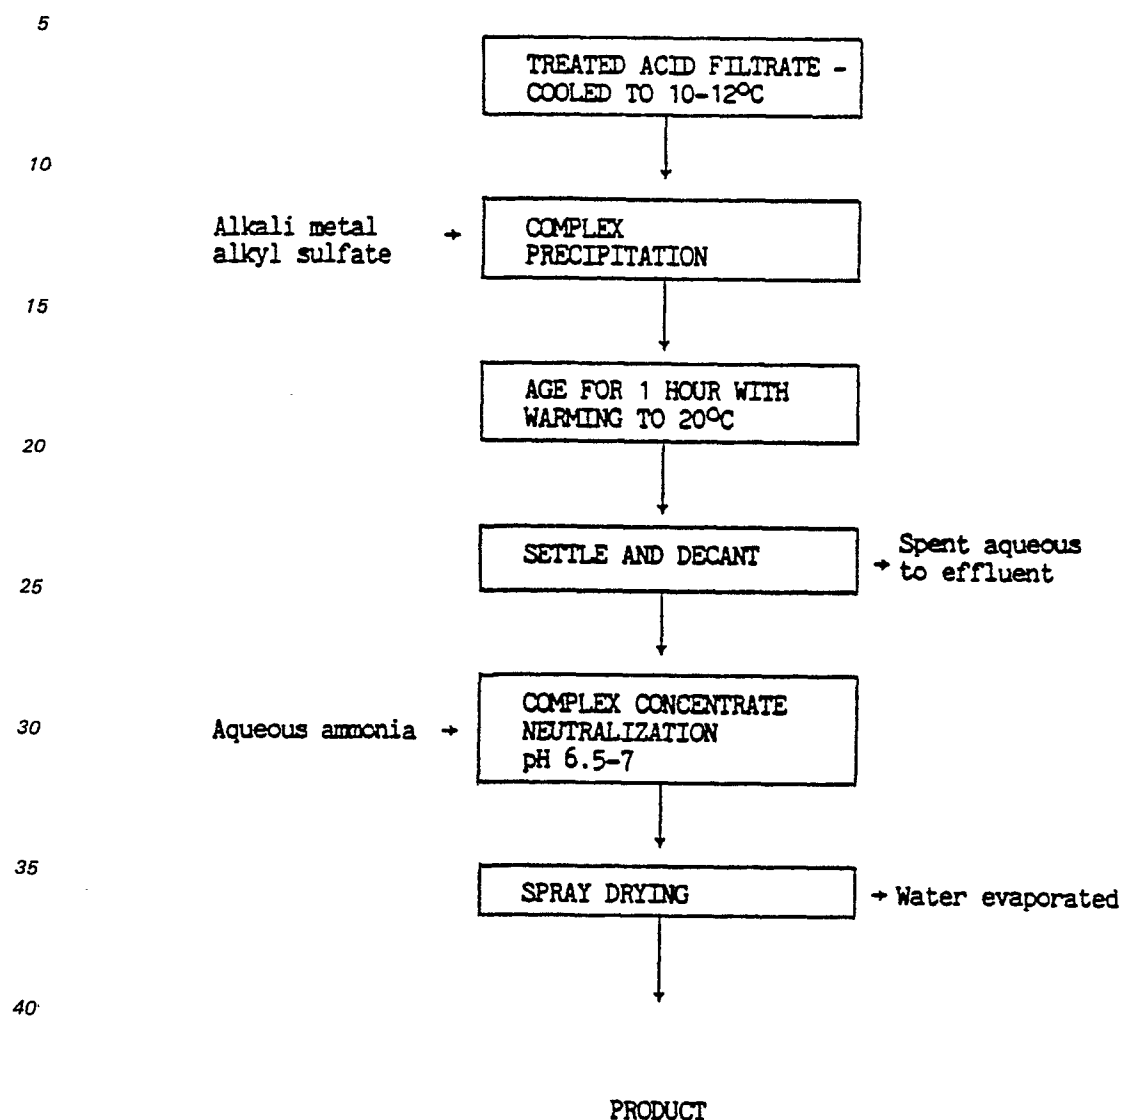 5
TREATED ACID FILTRATE -
COOLED TO 10-12°C
10
Alkali metal →
alkyl sulfate
COMPLEX
PRECIPITATION
15
AGE FOR 1 HOUR WITH
WARMING TO 20°C
20
SETTLE AND DECANT
→ Spent aqueous
to effluent
25
COMPLEX CONCENTRATE
NEUTRALIZATION
pH 6.5-7
30
Aqueous ammonia →
35
SPRAY DRYING
→ Water evaporated
40
PRODUCT